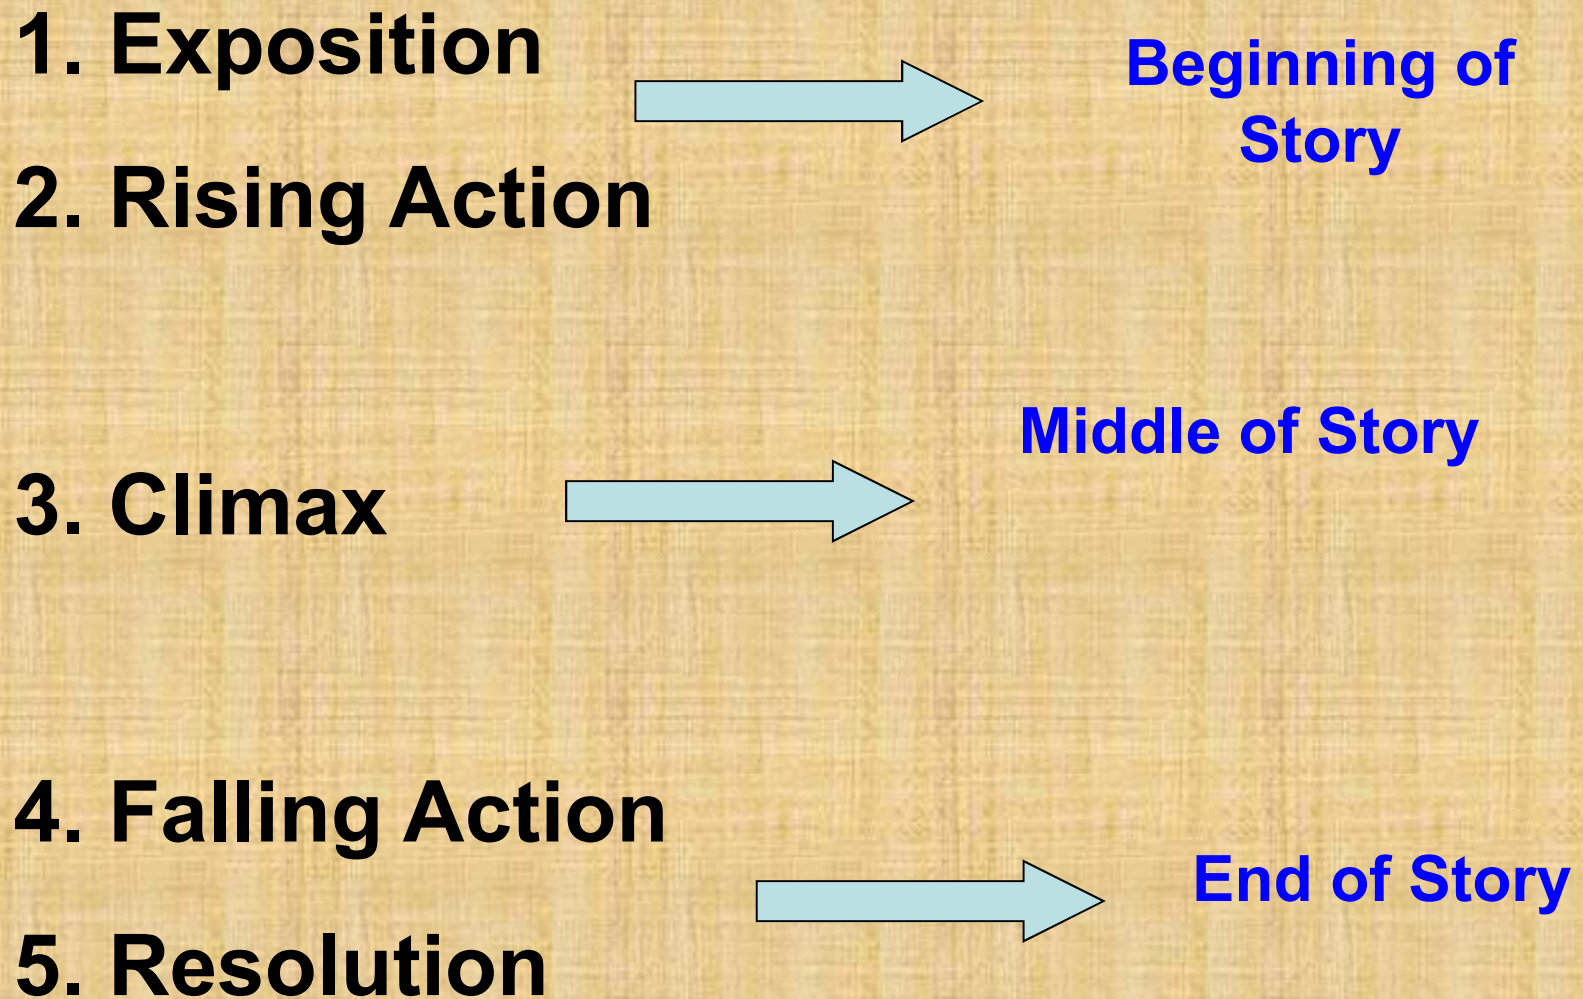 1. Exposition
Beginning of
Story
2. Rising Action
Middle of Story
3. Climax
4. Falling Action
End of Story
5. Resolution